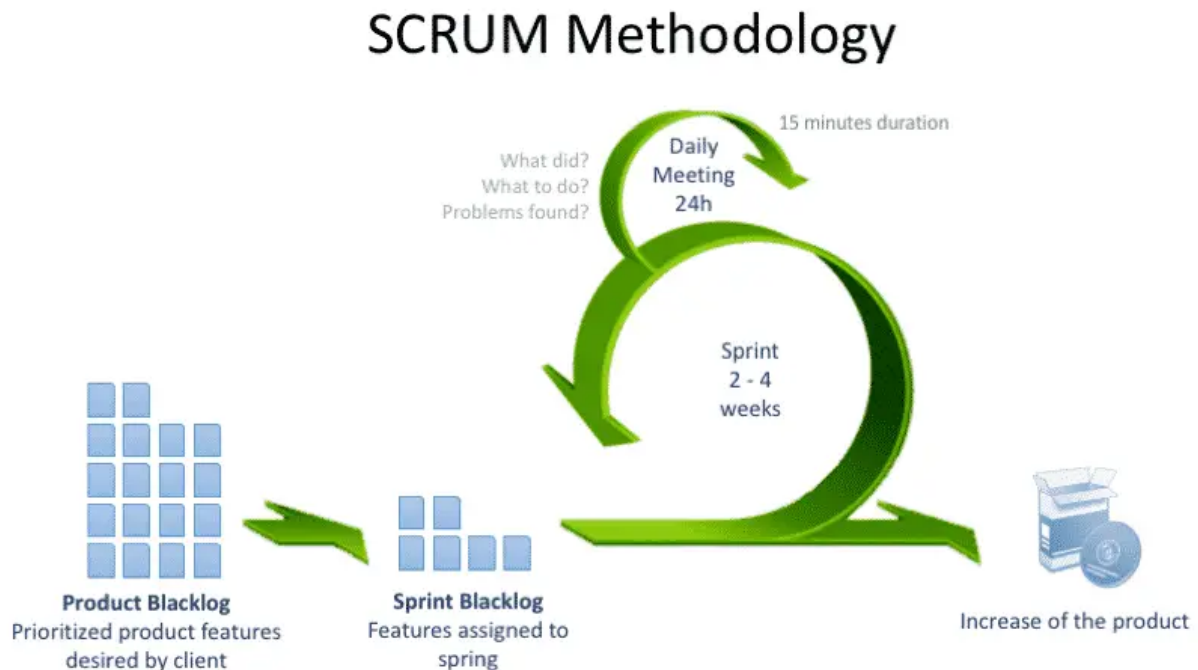 SCRUM Methodology
15 minutes duration
Daily
Meeting
24h
What did?
What to do?
Problems found?
Sprint
2 - 4
weeks
Product Blacklog
Prioritized product features
desired by client
Sprint Blacklog
Features assigned to
spring
Increase of the product